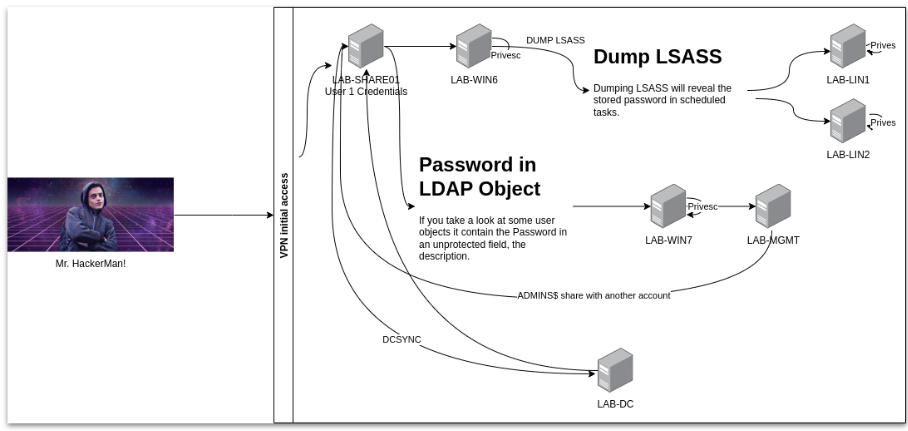 DUMP LSASS
Dump LSASS
Privesc
Prives
LAB-SHARE01
User 1 Credentials
LAB-WIN6
LAB-LIN1
Dumping LSASS will reveal the
stored password in scheduled
tasks.
Prives
LAB-LIN2
Password in
LDAP Object
VPN initial access
If you take a look at some user
objects it contain the Password in
an unprotected field, the
description.
Privesc
LAB-WIN7
LAB-MGMT
Mr. HackerMan!
ADMINS$ share with another account
DCSYNC
LAB-DC